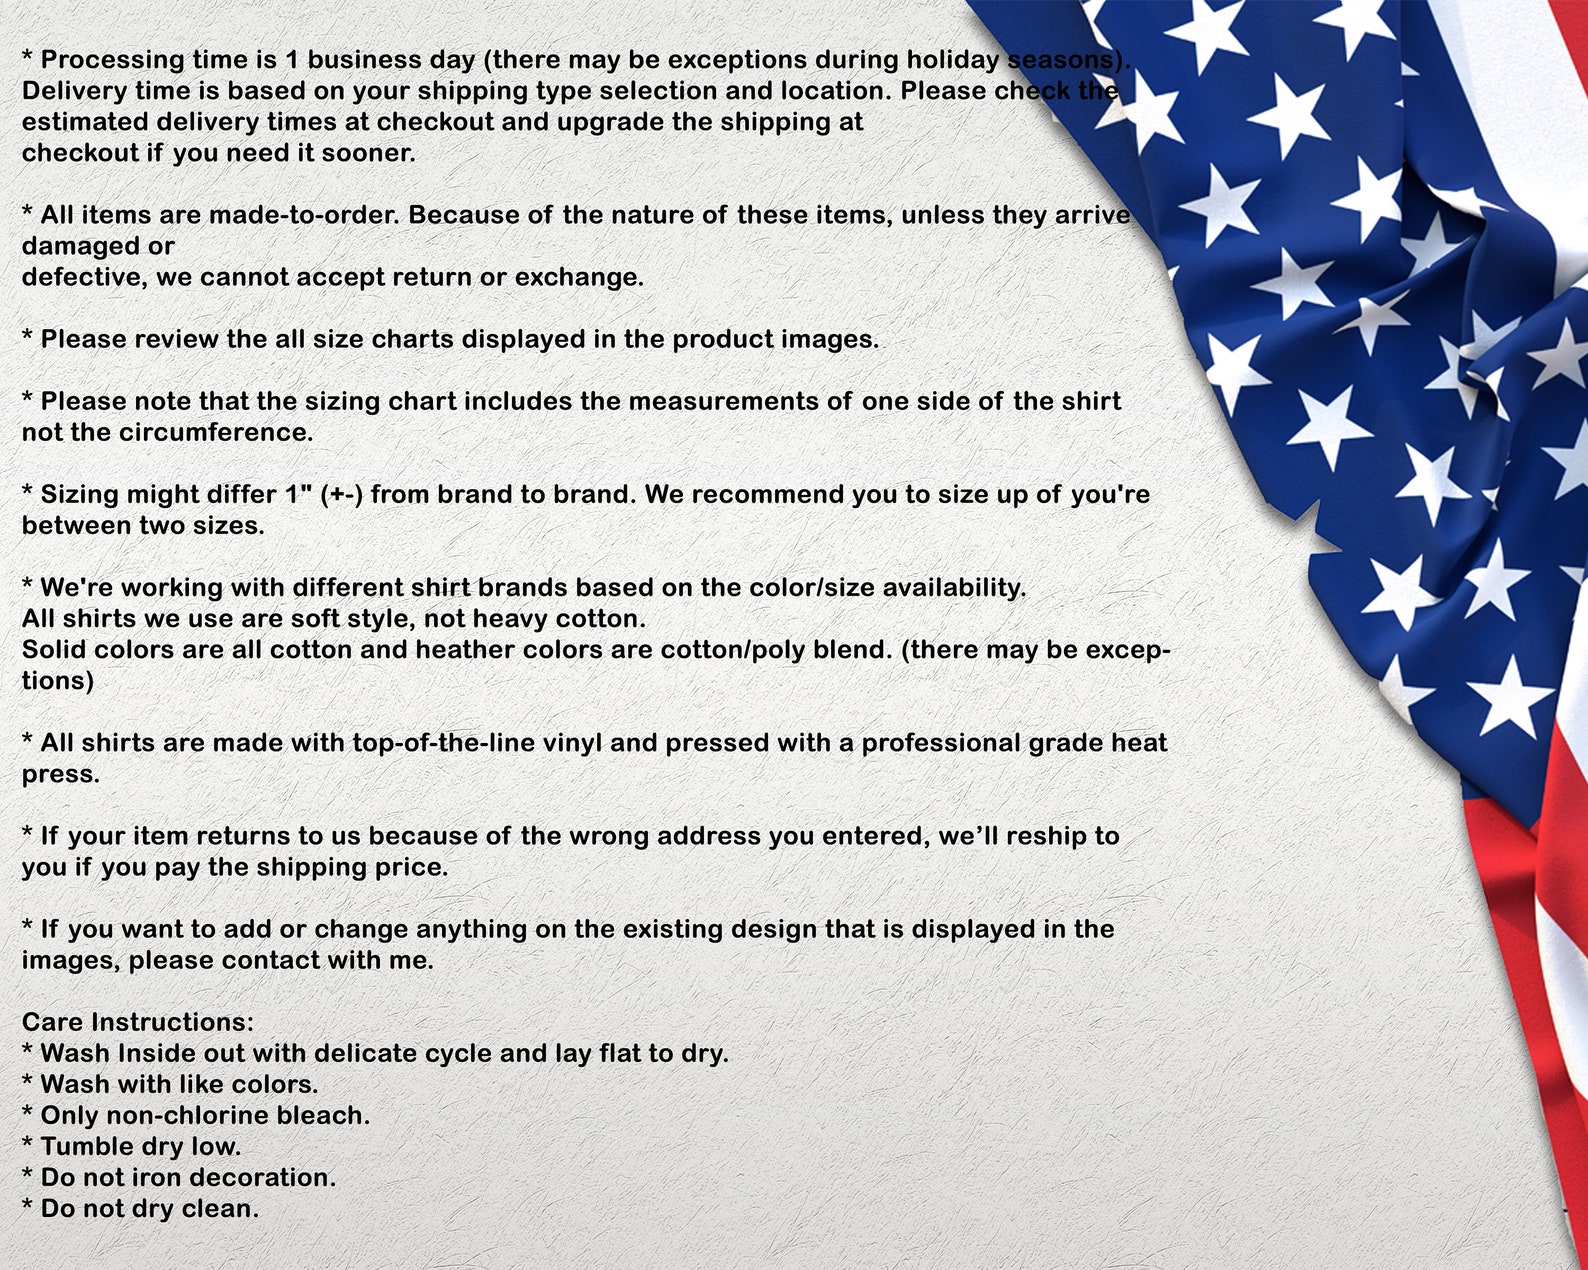 * Processing time is 1 business day (there may be exceptions during holiday seasons).
Delivery time is based on your shipping type selection and location. Please check the
estimated delivery times at checkout and upgrade the shipping at
checkout if you need it sooner.
* All items are made-to-order. Because of the nature of these items, unless they arrive
damaged or
defective, we cannot accept return or exchange.
* Please review the all size charts displayed in the product images.
* Please note that the sizing chart includes the measurements of one side of the shirt
not the circumference.
* Sizing might differ 1" (+-) from brand to brand. We recommend you to size up of you're
between two sizes.
* We're working with different shirt brands based on the color/size availability.
All shirts we use are soft style, not heavy cotton.
Solid colors are all cotton and heather colors are cotton/poly blend. (there may be excep-
tions)
* All shirts are made with top-of-the-line vinyl and pressed with a professional grade heat
press.
* If your item returns to us because of the wrong address you entered, we’ll reship to
you if you pay the shipping price.
* If you want to add or change anything on the existing design that is displayed in the
images, please contact with me.
Care Instructions:
* Wash Inside out with delicate cycle and lay flat to dry.
* Wash with like colors.
* Only non-chlorine bleach.
* Tumble dry low.
* Do not iron decoration.
* Do not dry clean.